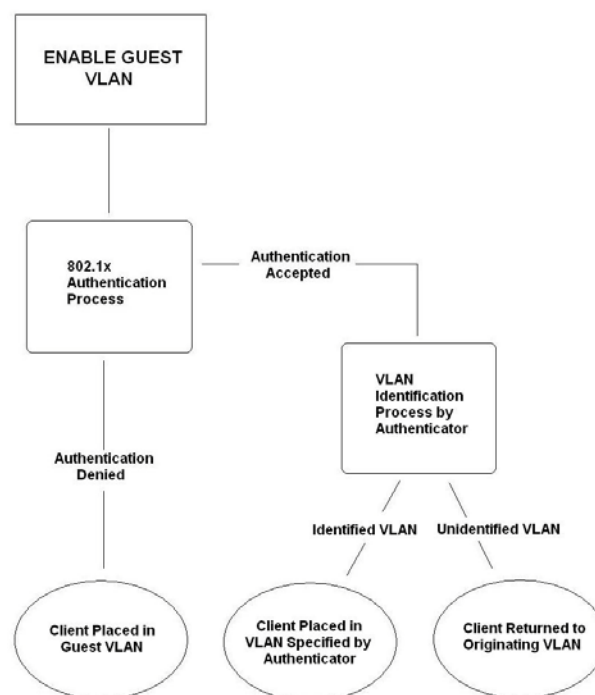 ENABLE GUEST
VLAN
802.1x
Authentication
Process
Authentication
Accepted
VLAN
Identification
Process by
Authenticator
Authentication
Denied
Identified VLAN
Unidentified VLAN
Client Placed in
Guest VLAN
Client Placed in
VLAN Specified by
Authenticator
Client Returned to
Originating VLAN